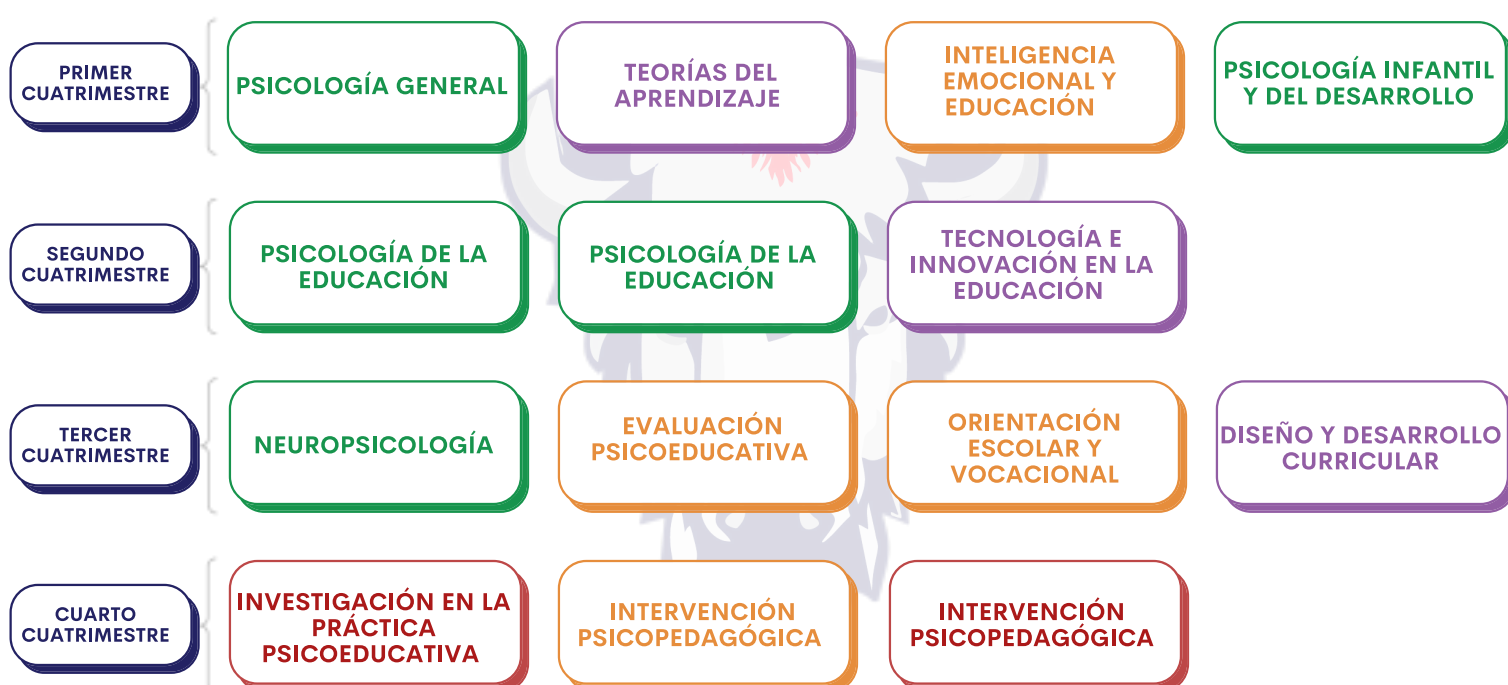 PRIMER
CUATRIMESTRE
PSICOLOGÍA GENERAL
TEORÍAS DEL
APRENDIZAJE
INTELIGENCIA
EMOCIONAL Y
EDUCACIÓN
PSICOLOGÍA INFANTIL
Y DEL DESARROLLO
SEGUNDO
CUATRIMESTRE
PSICOLOGÍA DE LA
EDUCACIÓN
PSICOLOGÍA DE LA
EDUCACIÓN
TECNOLOGÍA E
INNOVACIÓN EN LA
EDUCACIÓN
TERCER
CUATRIMESTRE
NEUROPSICOLOGÍA
EVALUACIÓN
PSICOEDUCATIVA
ORIENTACIÓN
ESCOLAR Y
VOCACIONAL
DISEÑO Y DESARROLLO
CURRICULAR
CUARTO
CUATRIMESTRE
INVESTIGACIÓN EN LA
PRÁCTICA
PSICOEDUCATIVA
INTERVENCIÓN
PSICOPEDAGÓGICA
INTERVENCIÓN
PSICOPEDAGÓGICA